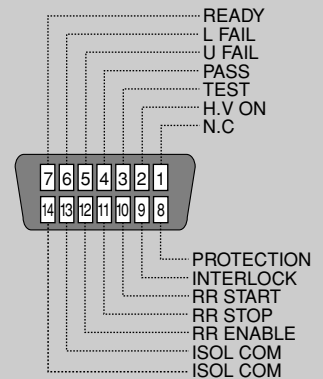 READY
L FAIL
U FAIL
PASS
TEST
H.V ON
N.C
7 6 5 4 3 2 1
14 13 12 11 10 9 8
PROTECTION
INTERLOCK
RR START
RR STOP
RR ENABLE
ISOL COM
ISOL COM